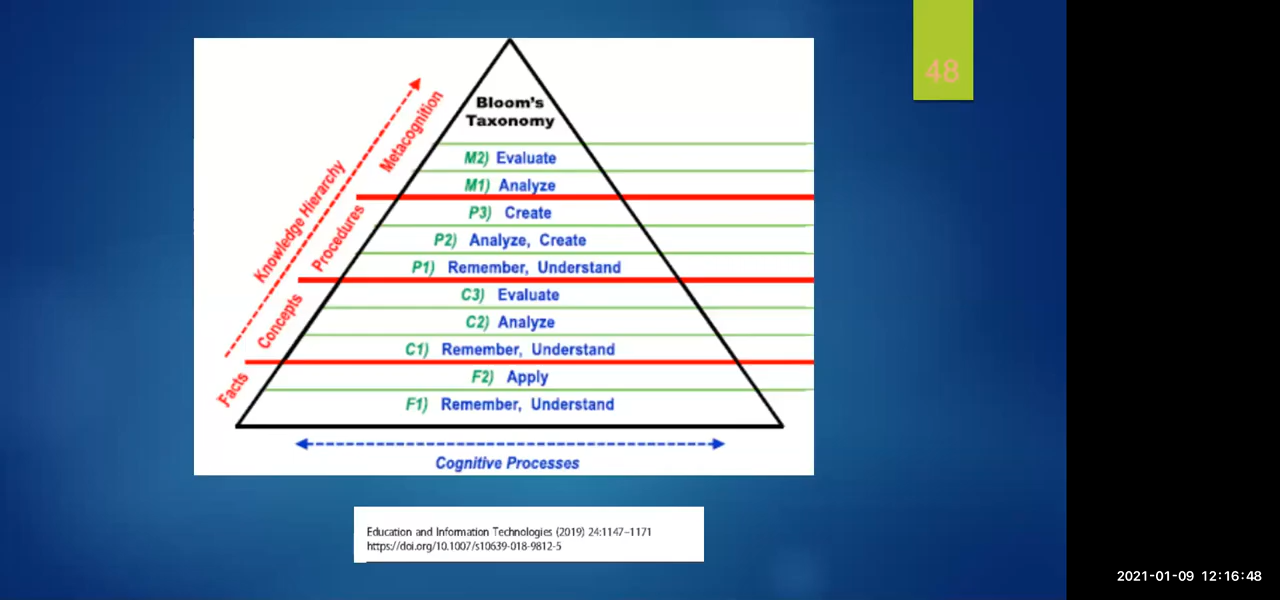 48
Bloom's
Taxonomy
Knowledge Hierarchy
Metacognition
Procedures
Concepts
Facts
M2) Evaluate
M1) Analyze
P3) Create
P2) Analyze, Create
P1) Remember, Understand
C3) Evaluate
C2) Analyze
C1) Remember, Understand
F2) Apply
F1) Remember, Understand
Cognitive Processes
Education and Information Technologies (2019) 24:1147–1171
https://doi.org/10.1007/s10639-018-9812-5
2021-01-09 12:16:48